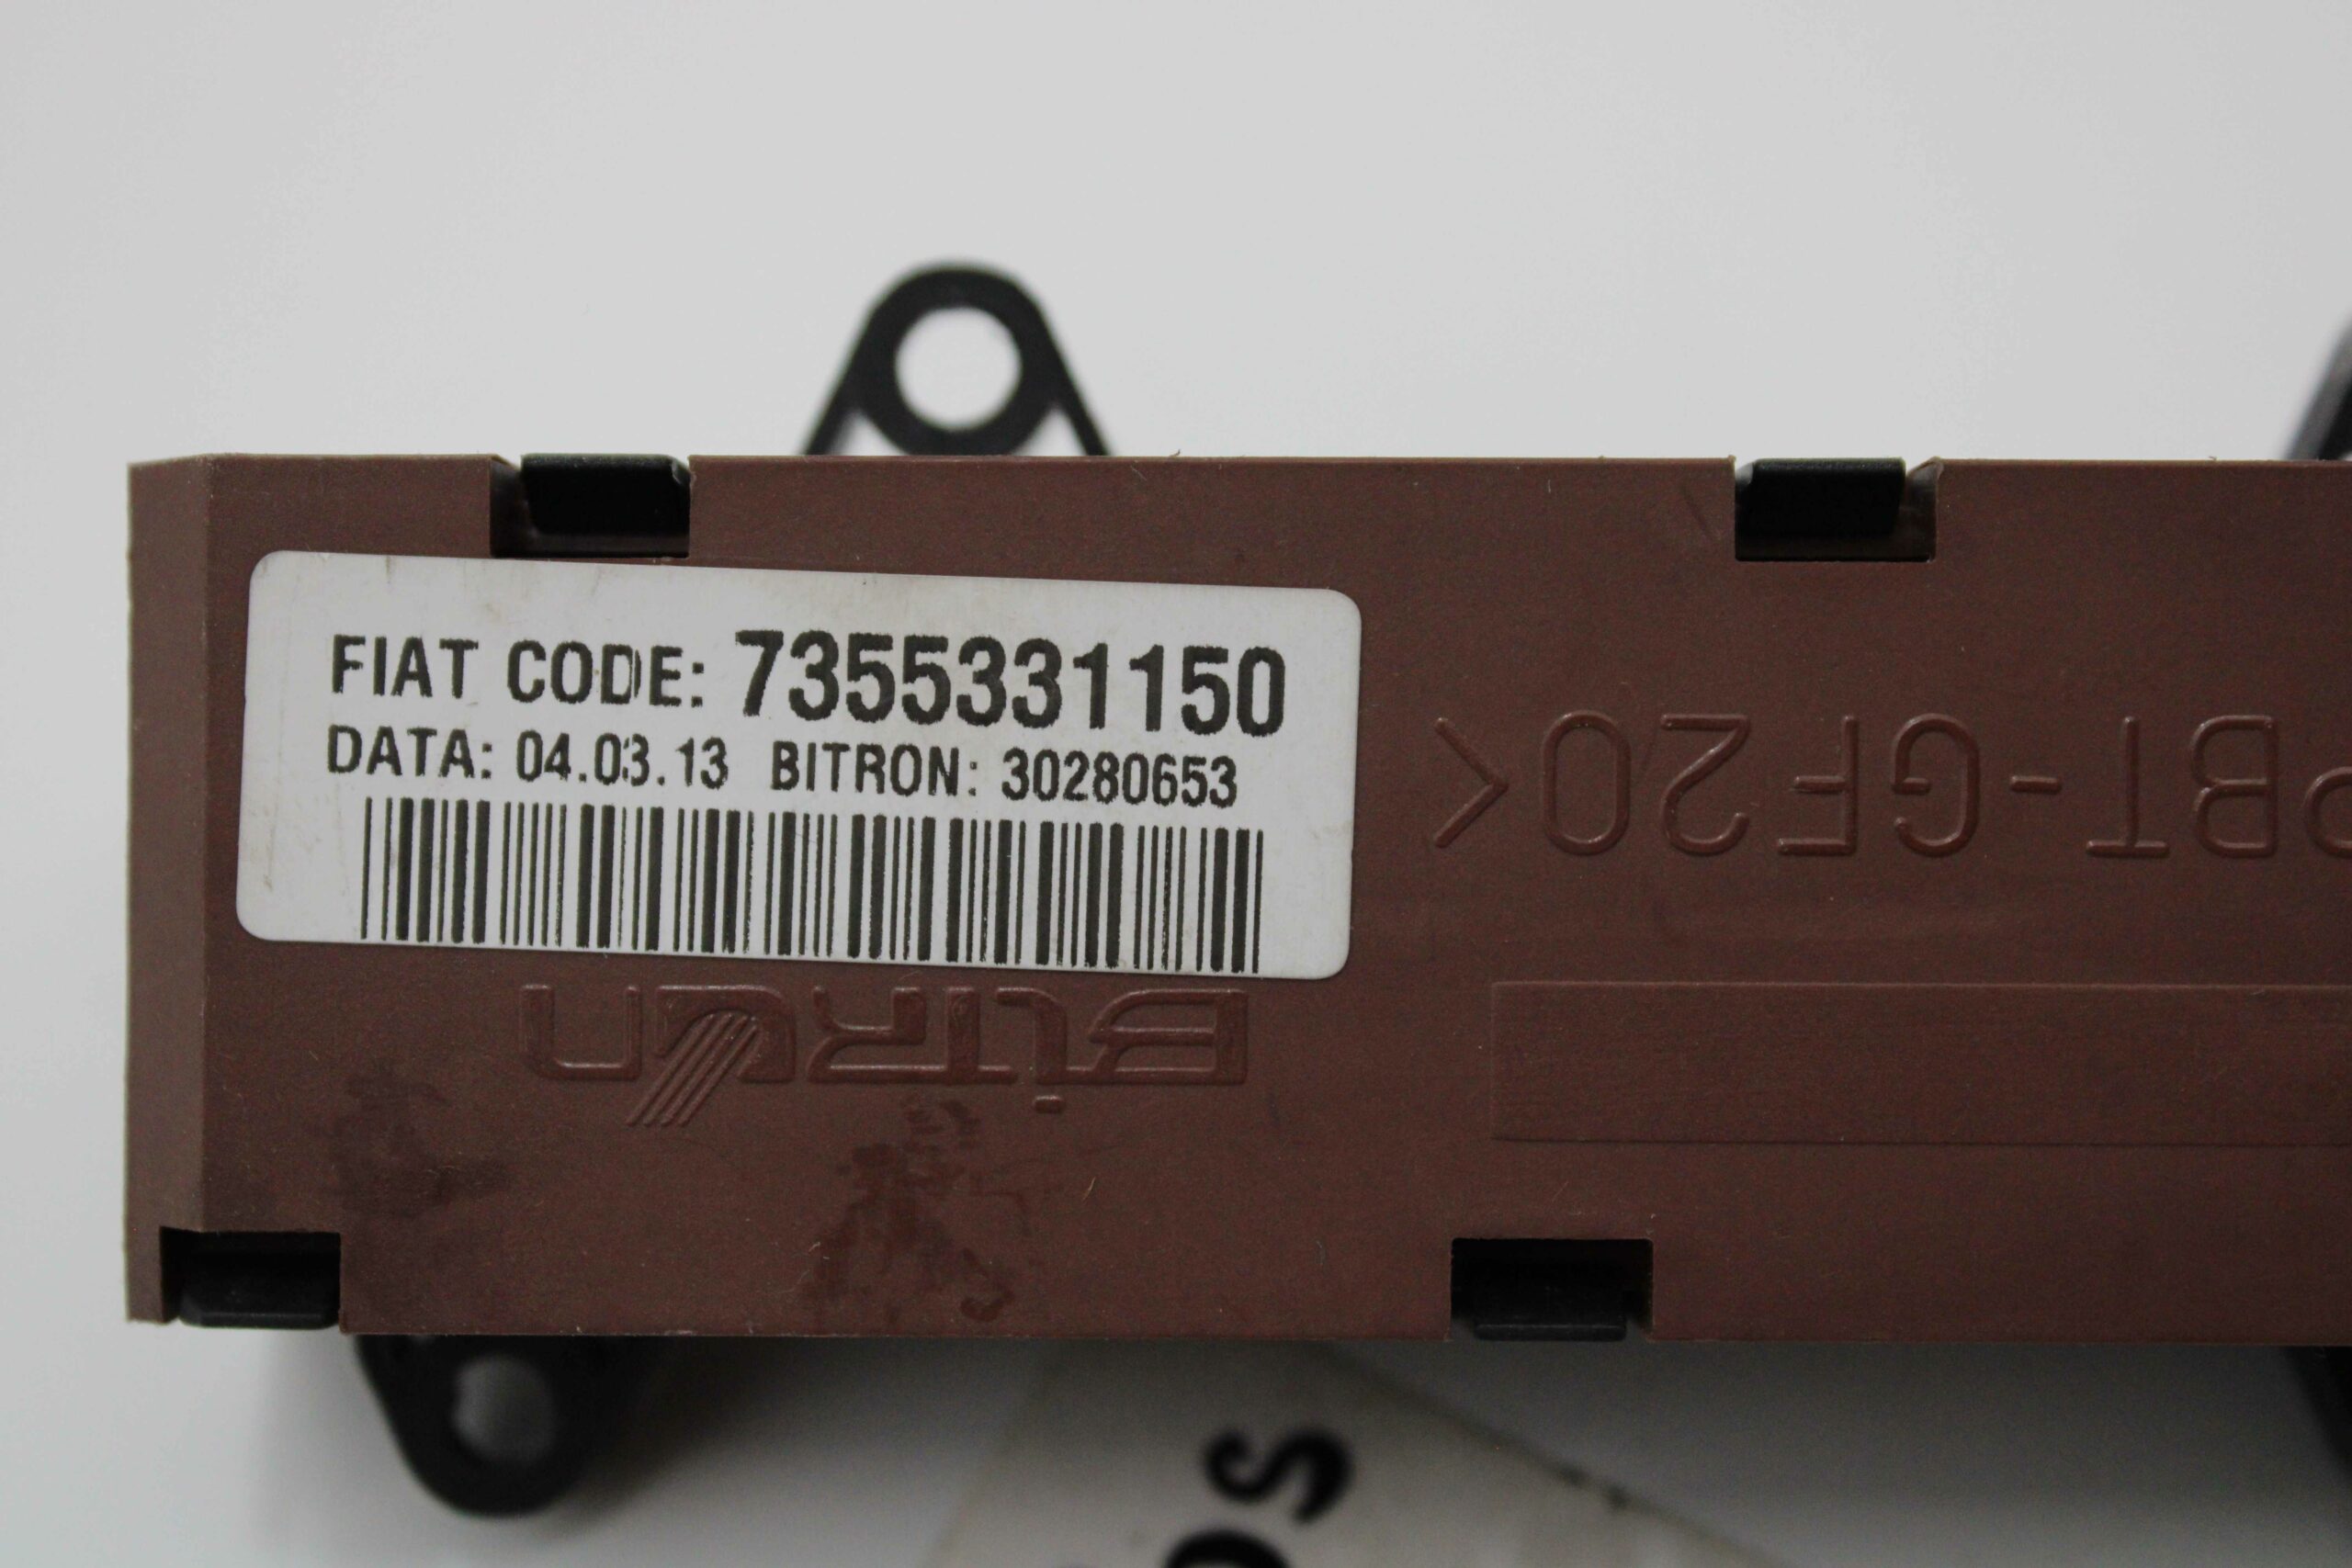 FIAT CODE: 7355331150
DATA: 04.03.13 BITRON: 30280653
PBT-GF20<
BITRON